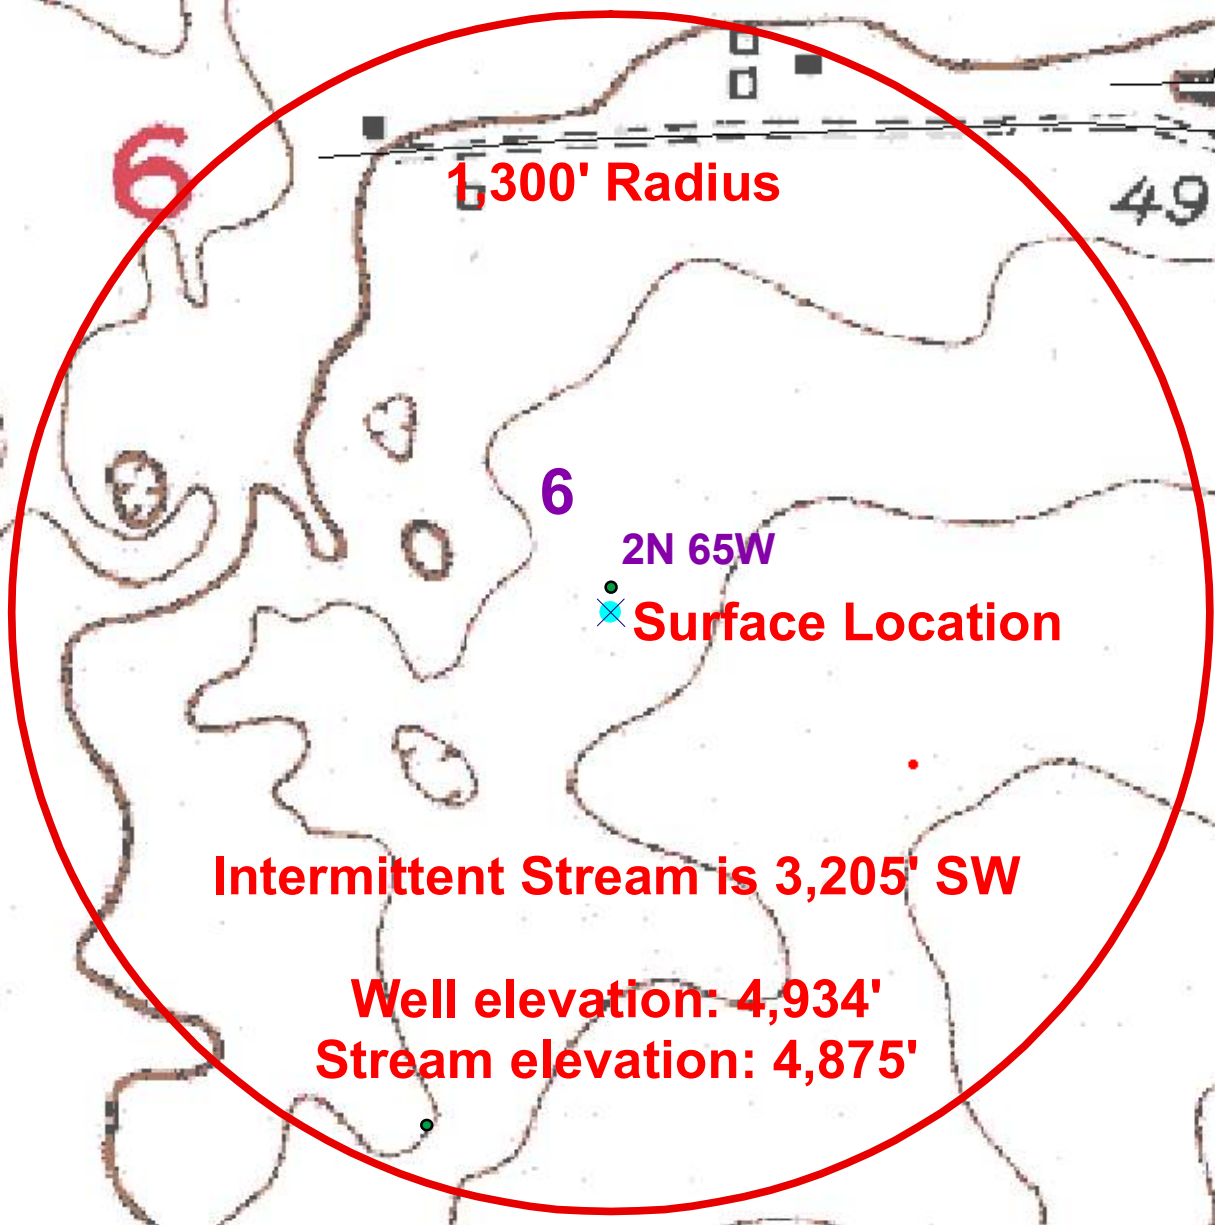 6
1,300' Radius
49
6
2N 65W
Surface Location
Intermittent Stream is 3,205' SW
Well elevation: 4,934'
Stream elevation: 4,875'